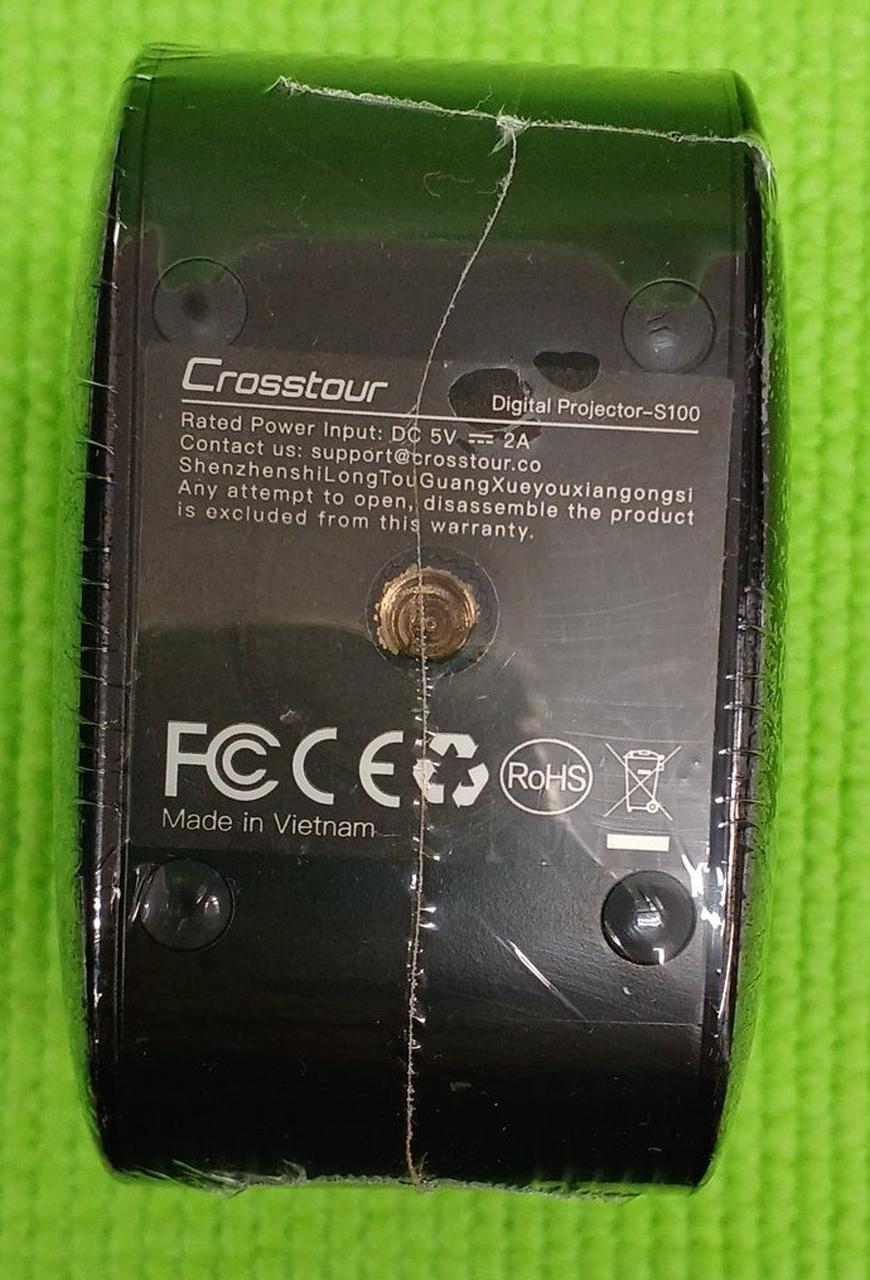 Crosstour
Digital Projector-S100
Rated Power Input: DC 5V ⎓ 2A
Contact us: support@crosstour.co
ShenzhenshiLongTouGuangXueyouxiangongsi
Any attempt to open, disassemble the product
is excluded from this warranty.
FC CE RoHS
Made in Vietnam